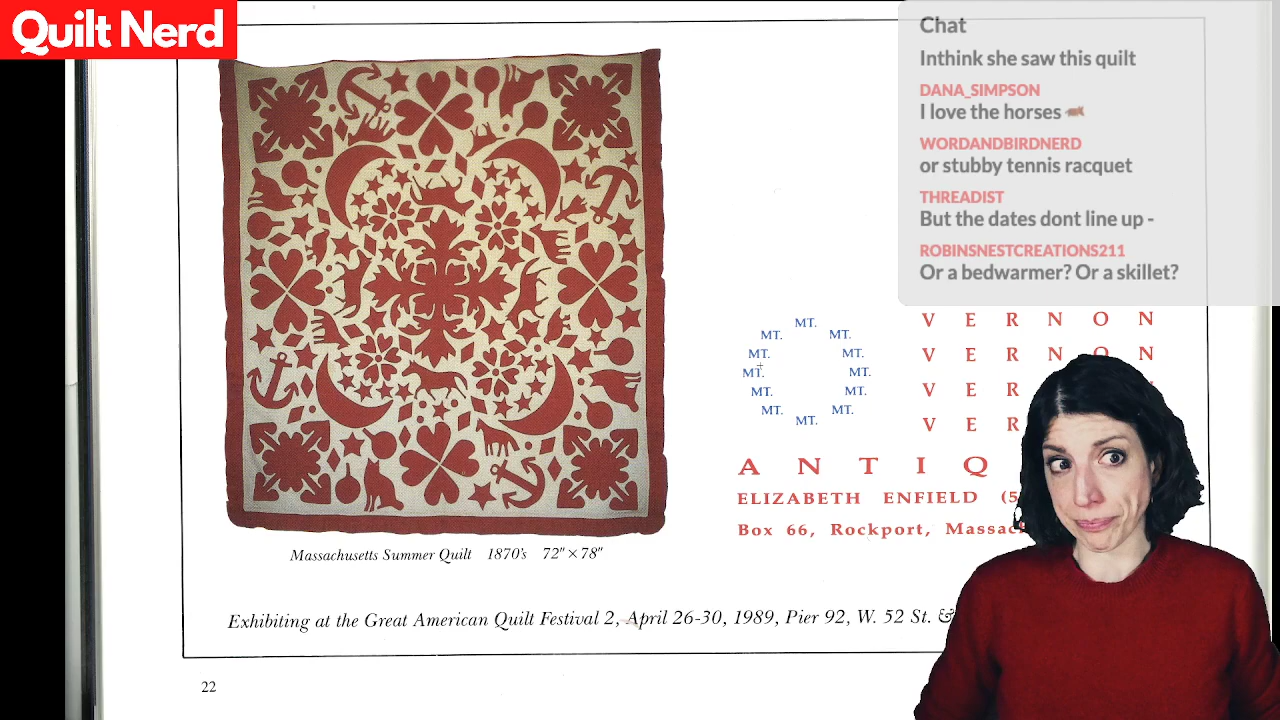 Quilt Nerd
Chat
Inthink she saw this quilt
DANA_SIMPSON
I love the horses
WORDANDBIRDNERD
or stubby tennis racquet
THREADIST
But the dates dont line up -
ROBINSNESTCREATIONS211
Or a bedwarmer? Or a skillet?
MT.
MT. MT.
MT. MT.
MT. MT.
MT. MT.
MT. MT.
MT.
V E R N O N
V E R N O N
V E R
V E R
A N T I Q
ELIZABETH ENFIELD (5
Box 66, Rockport, Massac
Massachusetts Summer Quilt 1870's 72" × 78"
Exhibiting at the Great American Quilt Festival 2, April 26-30, 1989, Pier 92, W. 52 St. &
22